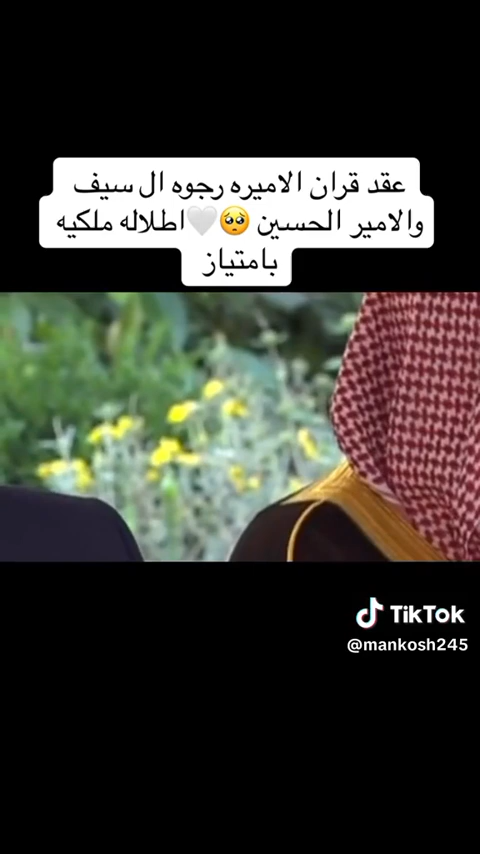 عقد قران الاميره رجوه ال سيف
والامير الحسين 🥺🤍اطلاله ملكيه
بامتياز
TikTok
@mankosh245